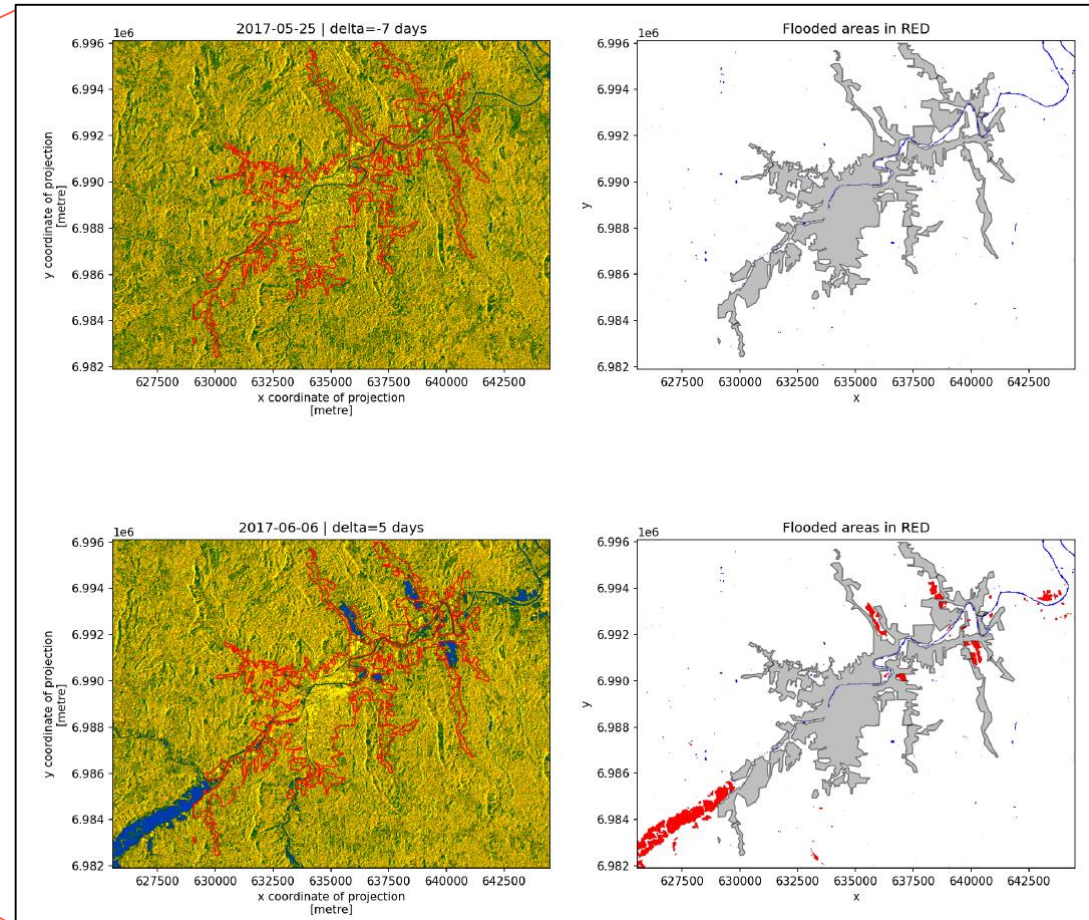 2017-05-25 | delta=-7 days
1e6
6.996
6.994
6.992
6.990
6.988
6.986
6.984
6.982
y coordinate of projection
[metre]
627500 630000 632500 635000 637500 640000 642500
x coordinate of projection
[metre]
Flooded areas in RED
1e6
6.996
6.994
6.992
6.990
6.988
6.986
6.984
6.982
y
627500 630000 632500 635000 637500 640000 642500
x
2017-06-06 | delta=5 days
1e6
6.996
6.994
6.992
6.990
6.988
6.986
6.984
6.982
y coordinate of projection
[metre]
627500 630000 632500 635000 637500 640000 642500
x coordinate of projection
[metre]
Flooded areas in RED
1e6
6.996
6.994
6.992
6.990
6.988
6.986
6.984
6.982
y
627500 630000 632500 635000 637500 640000 642500
x